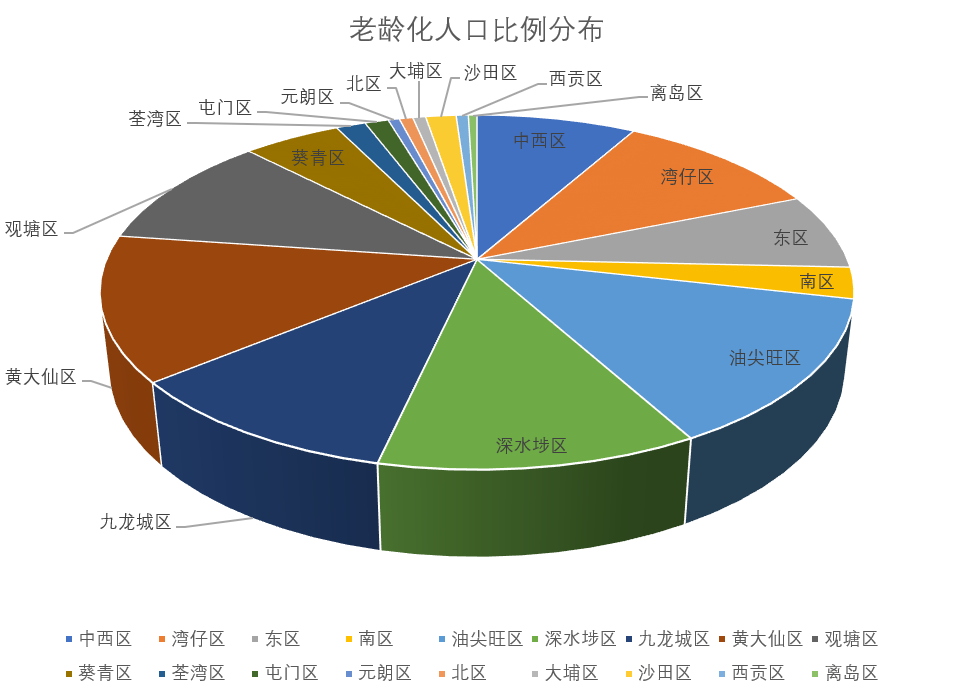 老龄化人口比例分布
大埔区
沙田区
北区
西贡区
元朗区
离岛区
屯门区
荃湾区
中西区
葵青区
湾仔区
观塘区
东区
南区
油尖旺区
黄大仙区
深水埗区
九龙城区
中西区 湾仔区 东区 南区 油尖旺区 深水埗区 九龙城区 黄大仙区 观塘区
葵青区 荃湾区 屯门区 元朗区 北区 大埔区 沙田区 西贡区 离岛区